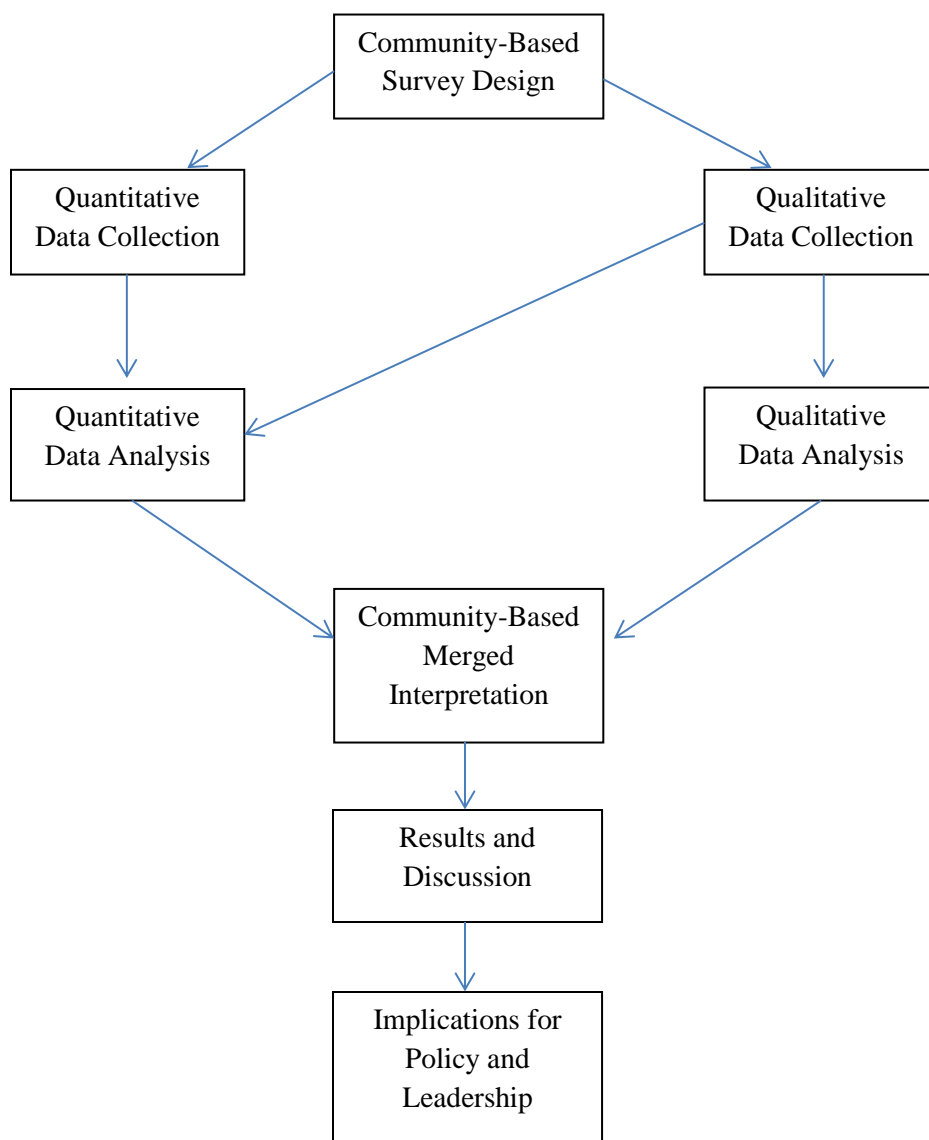 Community-Based
Survey Design
Quantitative
Data Collection
Qualitative
Data Collection
Quantitative
Data Analysis
Qualitative
Data Analysis
Community-Based
Merged
Interpretation
Results and
Discussion
Implications for
Policy and
Leadership